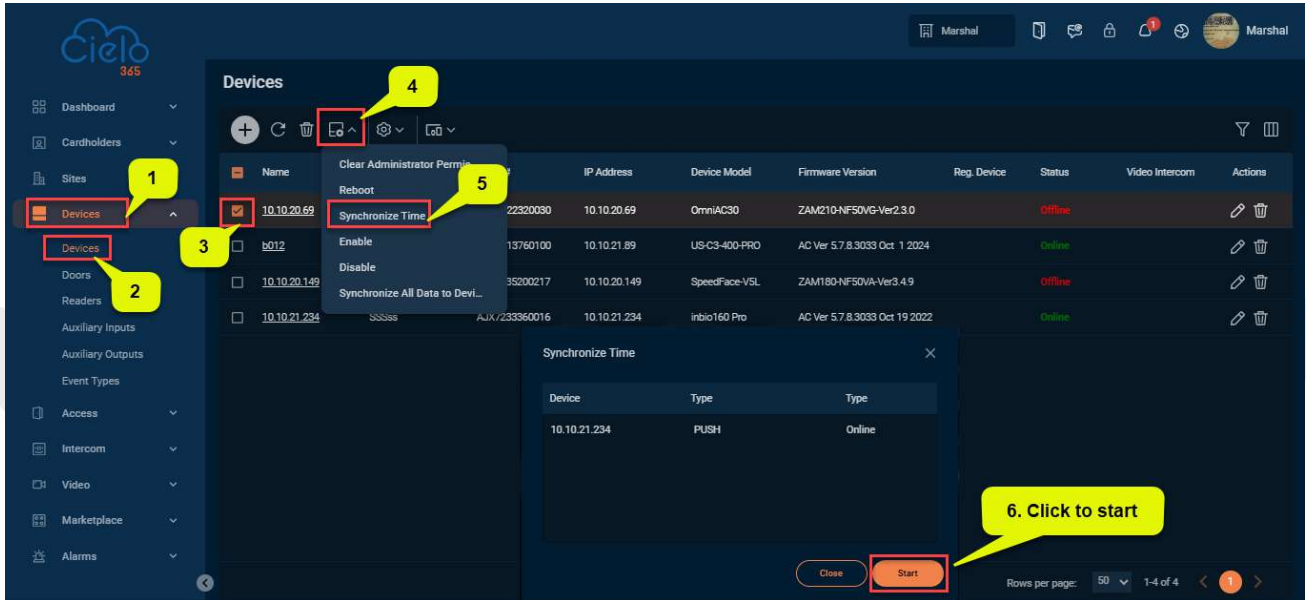 Cielo
365
Marshal
1
Marshal
Devices
4
Dashboard
Cardholders
Sites
1
Devices
Devices
2
Doors
Readers
Auxiliary Inputs
Auxiliary Outputs
Event Types
Access
Intercom
Video
Marketplace
Alarms
Name IP Address Device Model Firmware Version Reg. Device Status Video Intercom Actions
3
10.10.20.69 22320030 10.10.20.69 OmniAC30 ZAM210-NF50VG-Ver2.3.0 Offline
b012 13760100 10.10.21.89 US-C3-400-PRO AC Ver 5.7.8.3033 Oct 1 2024 Online
10.10.20.149 35200217 10.10.20.149 SpeedFace-V5L ZAM180-NF50VA-Ver3.4.9 Offline
10.10.21.234 SSSss AJX7233360016 10.10.21.234 inbio160 Pro AC Ver 5.7.8.3033 Oct 19 2022 Online
Clear Administrator Permis...
Reboot
5
Synchronize Time
Enable
Disable
Synchronize All Data to Devi...
Synchronize Time
Device Type Type
10.10.21.234 PUSH Online
6. Click to start
Close Start
Rows per page: 50 1-4 of 4 1